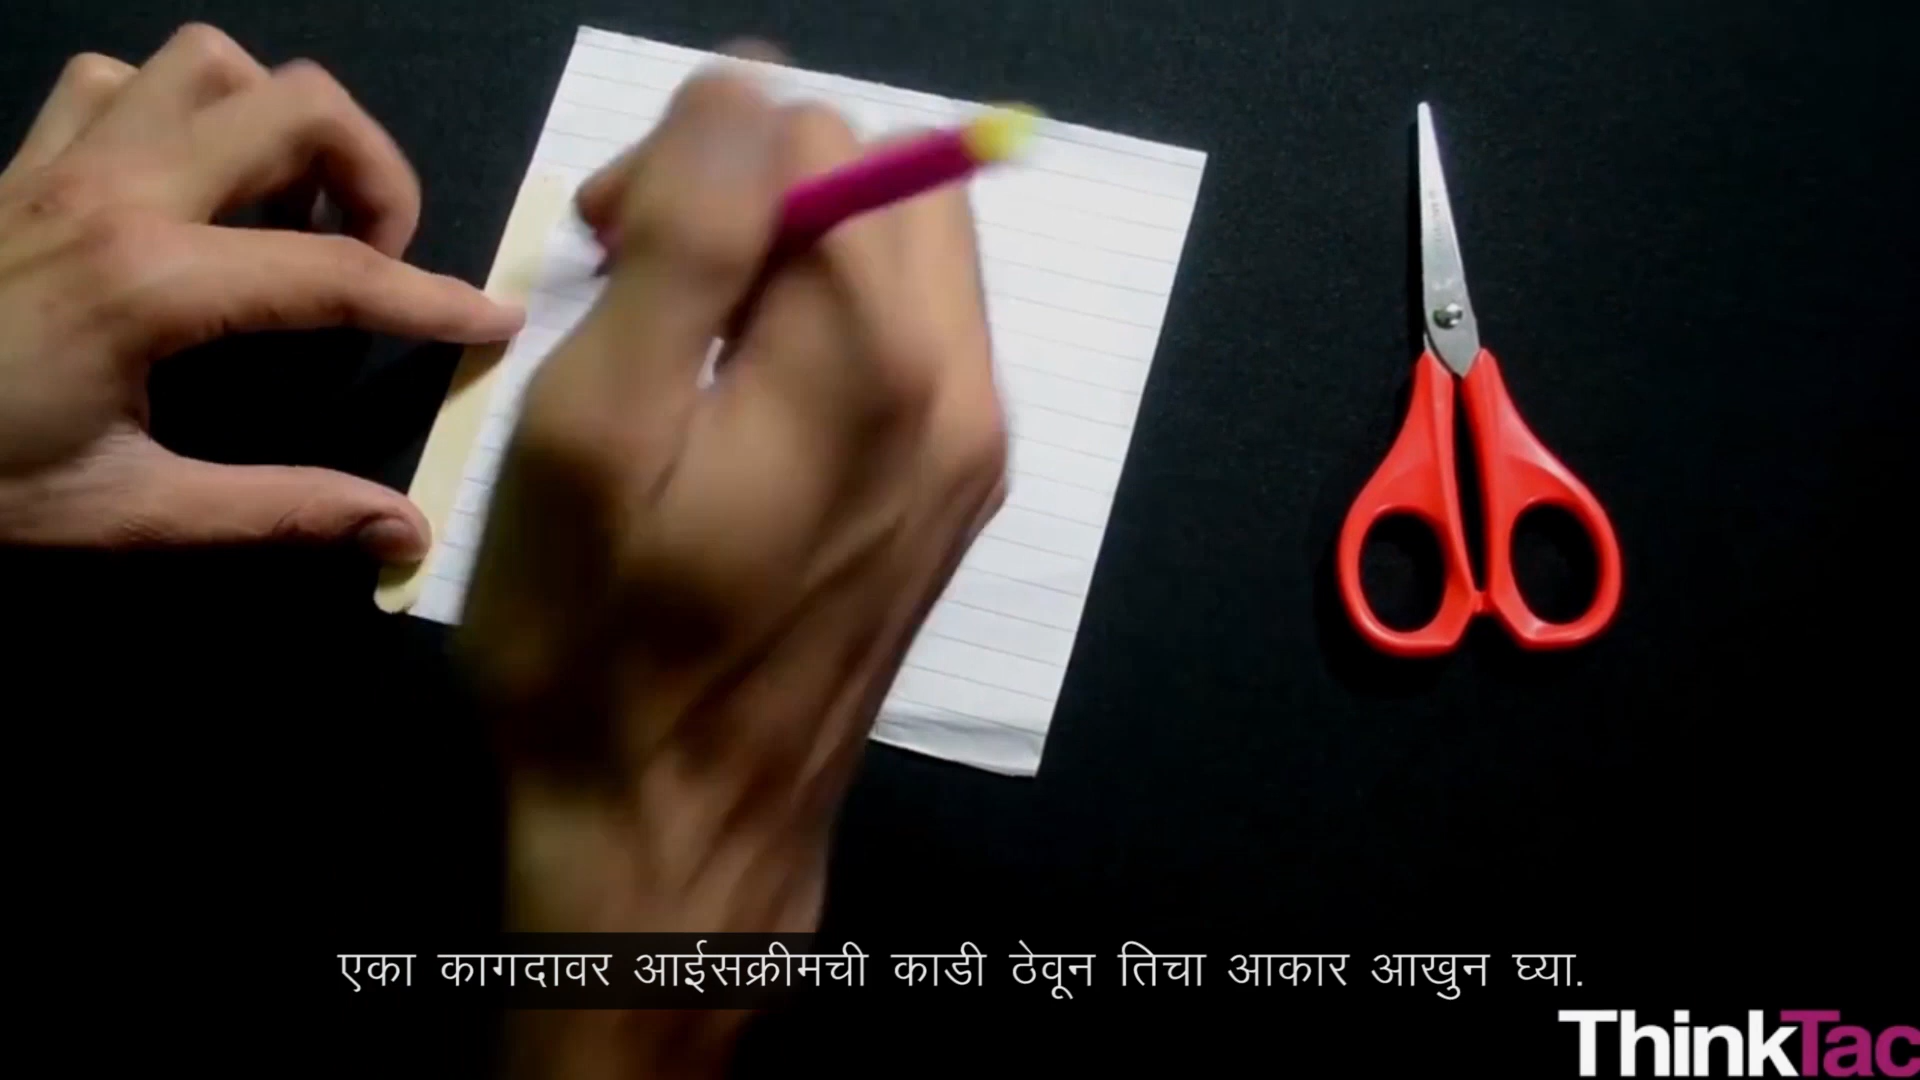 एका कागदावर आईसक्रीमची काडी ठेवून तिचा आकार आखुन घ्या.
ThinkTac